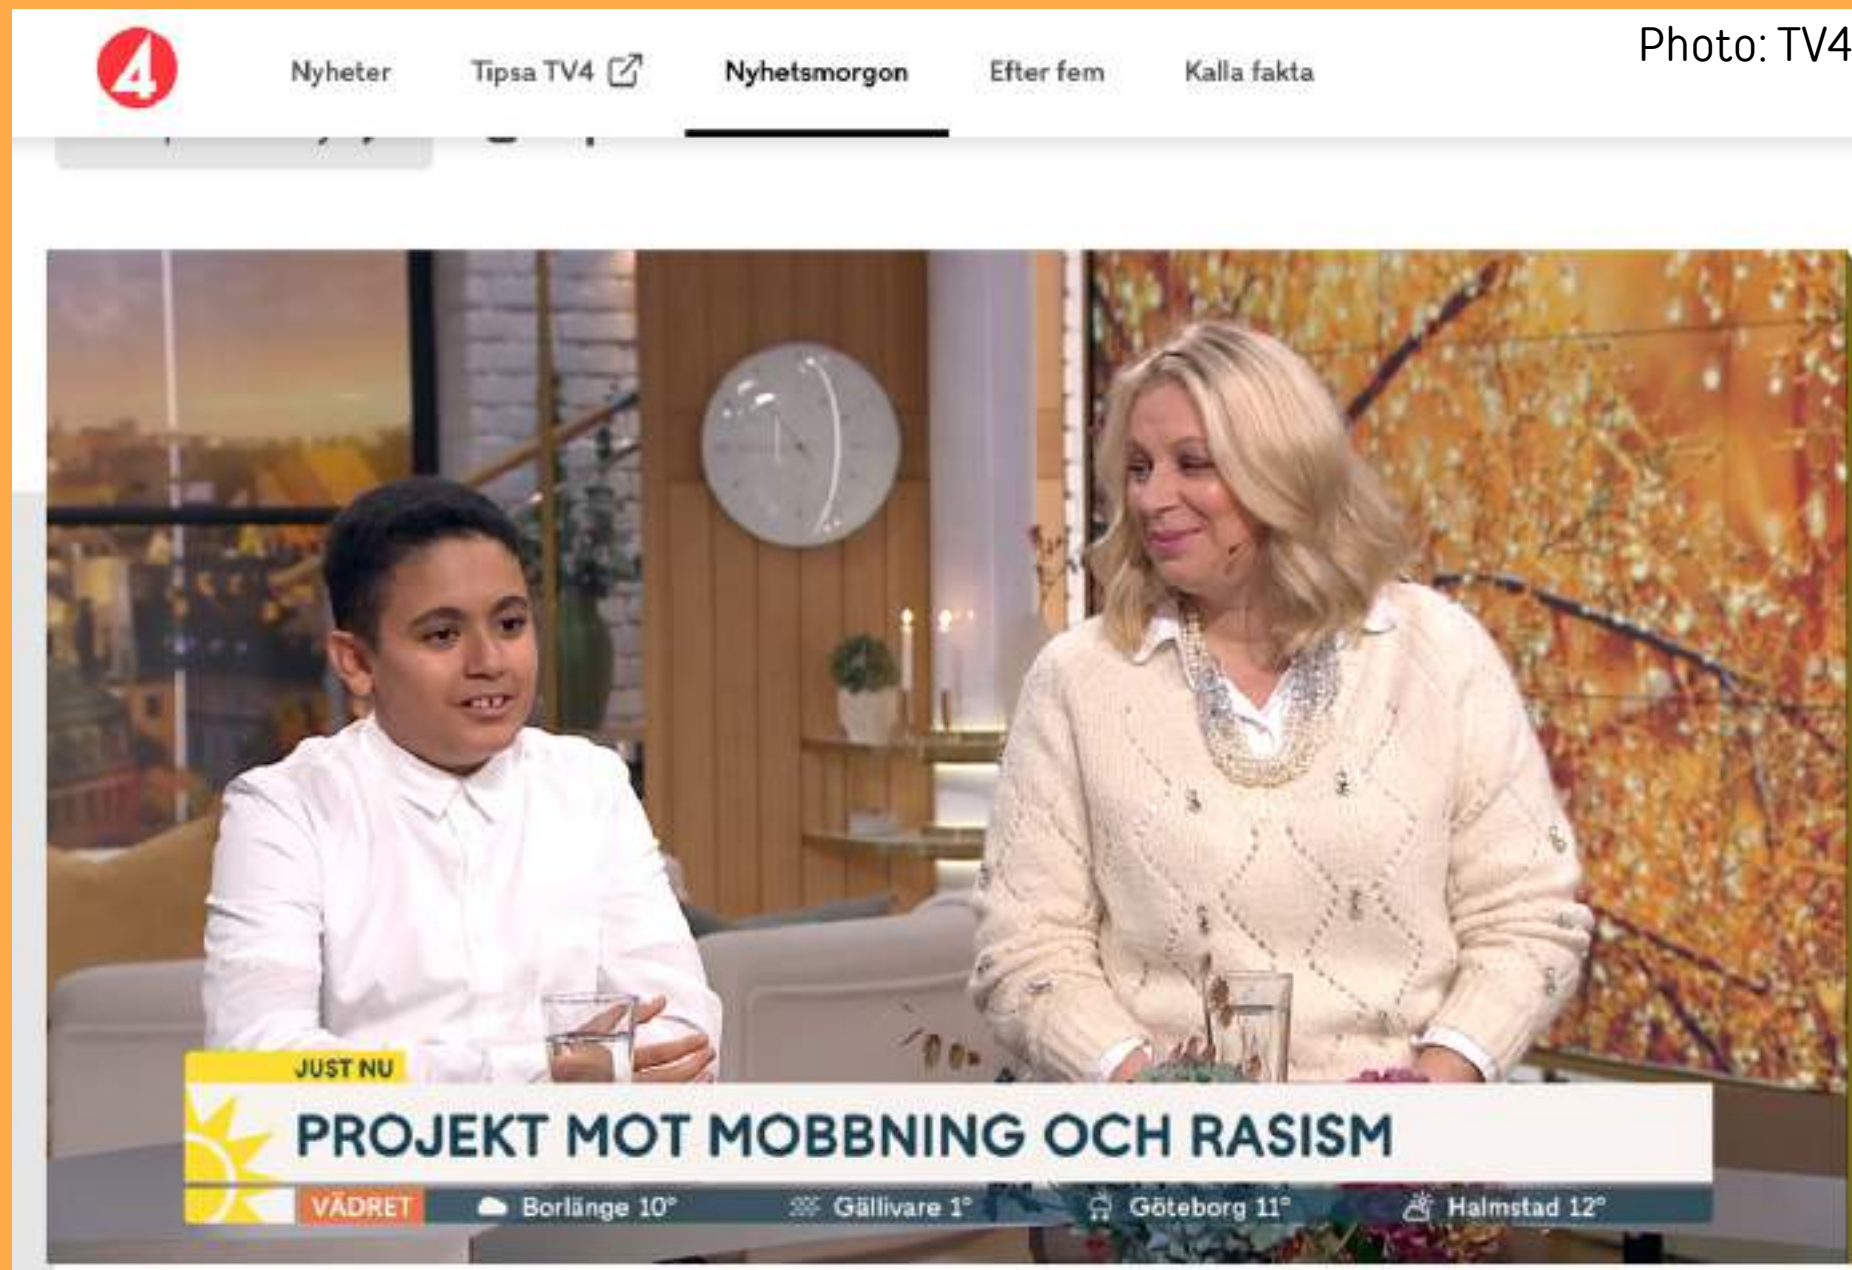 4
Nyheter Tipsa TV4 Nyhetsmorgon Efter fem Kalla fakta
Photo: TV4
JUST NU
PROJEKT MOT MOBBNING OCH RASISM
VÄDRET Borlänge 10° Gällivare 1° Göteborg 11° Halmstad 12°